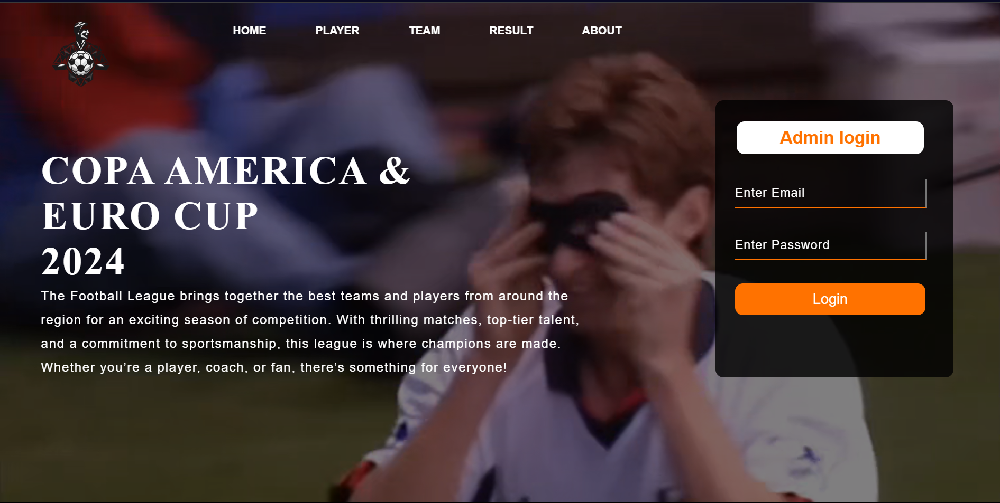 HOME PLAYER TEAM RESULT ABOUT
COPA AMERICA &
EURO CUP
2024
The Football League brings together the best teams and players from around the
region for an exciting season of competition. With thrilling matches, top-tier talent,
and a commitment to sportsmanship, this league is where champions are made.
Whether you’re a player, coach, or fan, there’s something for everyone!
Admin login
Enter Email
Enter Password
Login